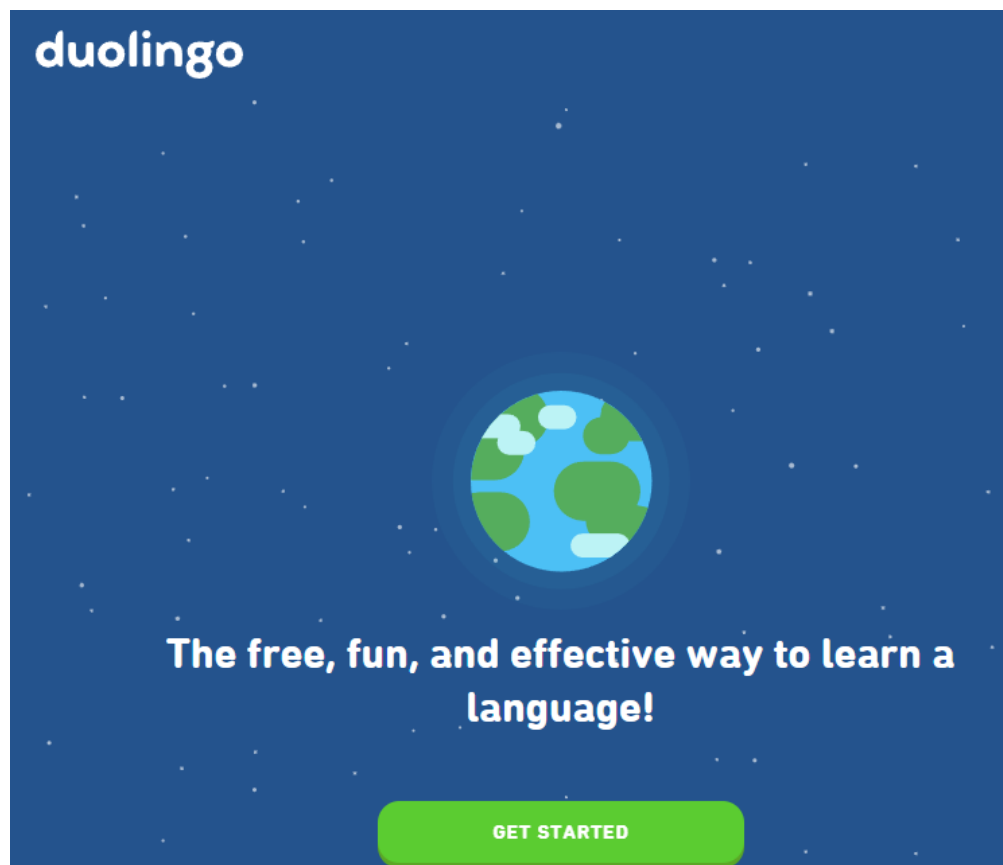 duolingo
The free, fun, and effective way to learn a
language!
GET STARTED